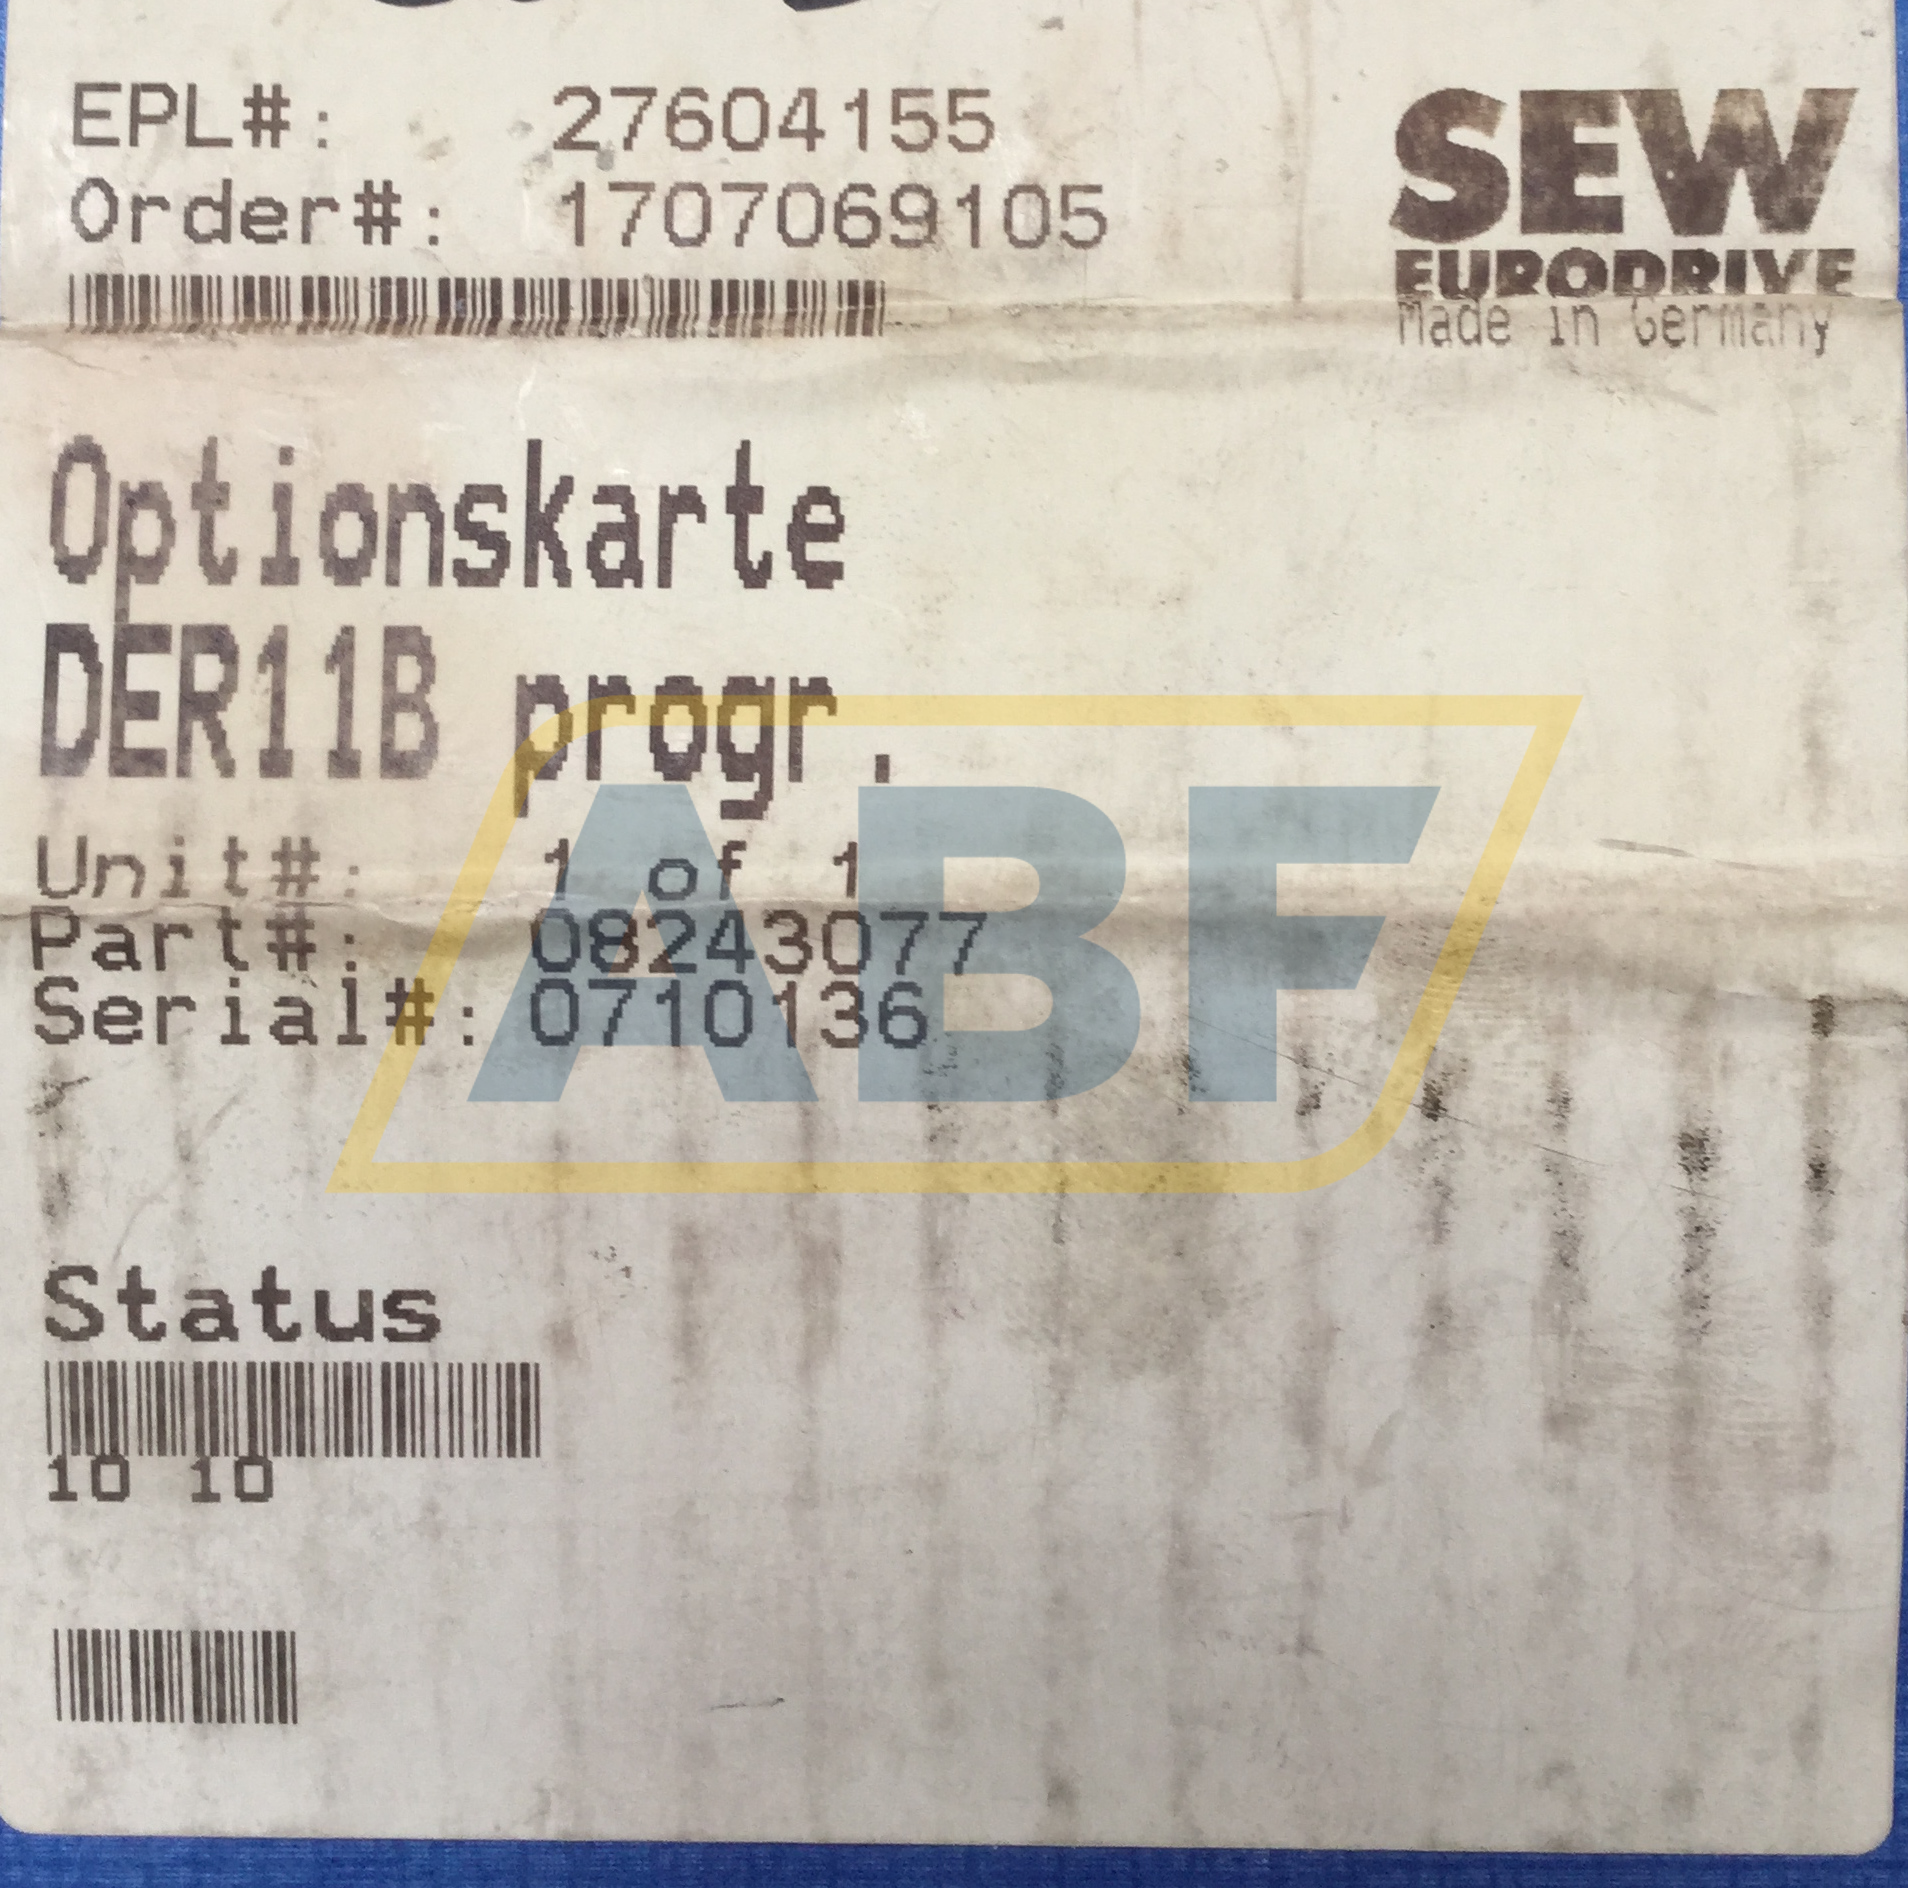 EPL#: 27604155
Order#: 1707069105
SEW
EURODRIVE
Made in Germany
Optionskarte
DER11B progr.
Unit#: 1 of 1
Part#: 08243077
Serial#: 0710136
ABF
Status
10 10